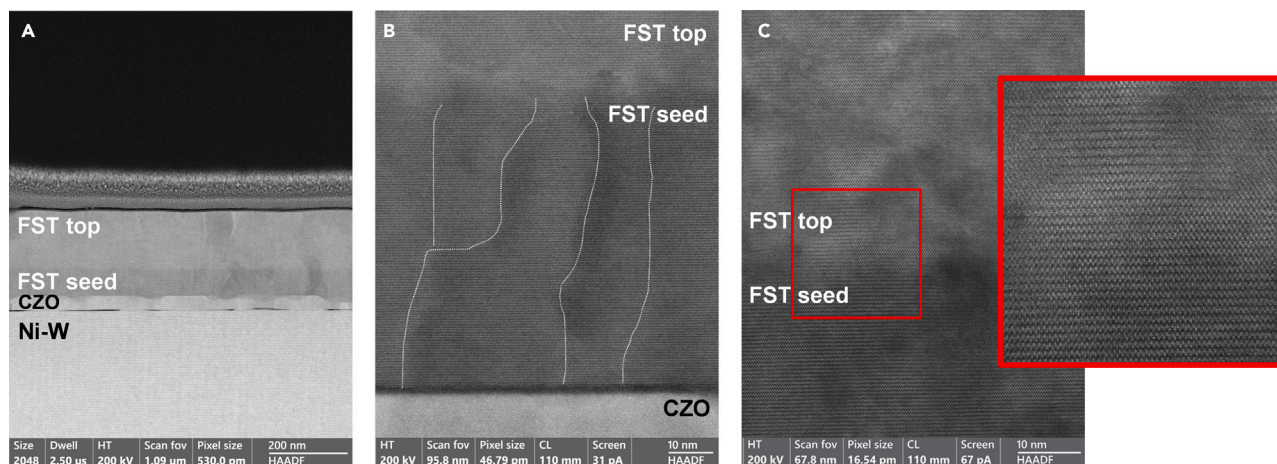 A
FST top
FST seed
CZO
Ni-W
Size Dwell HT Scan fov Pixel size 200 nm
2048 2.50 us 200 kV 1.09 µm 530.0 pm HAADF
B
FST top
FST seed
CZO
HT Scan fov Pixel size CL Screen 10 nm
200 kV 95.8 nm 46.79 pm 110 mm 31 pA HAADF
C
FST top
FST seed
HT Scan fov Pixel size CL Screen 10 nm
200 kV 67.8 nm 16.54 pm 110 mm 67 pA HAADF